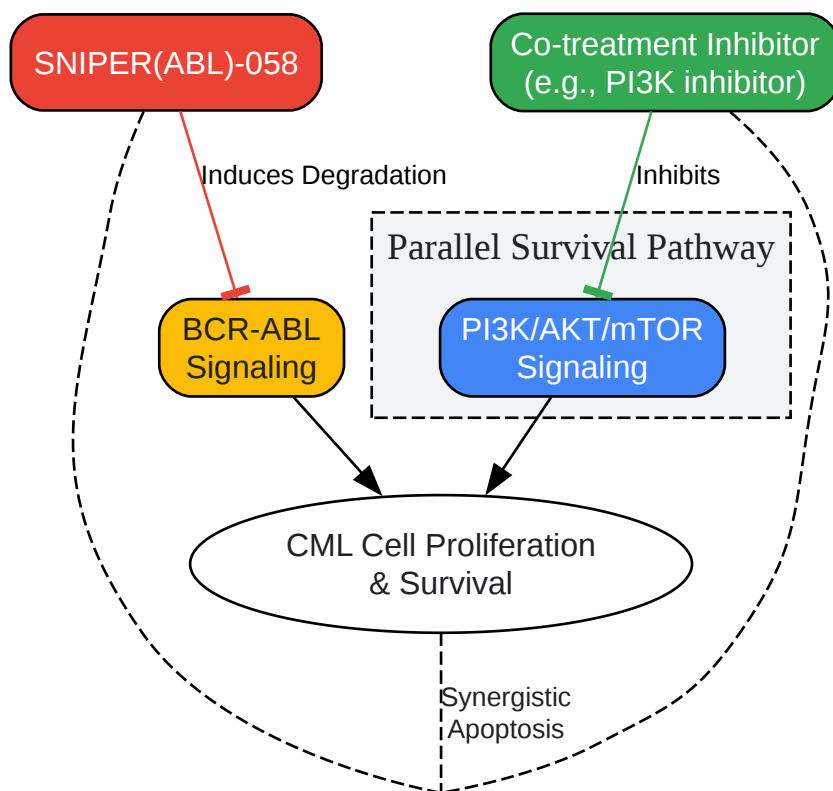 SNIPER(ABL)-058
Co-treatment Inhibitor
(e.g., PI3K inhibitor)
Induces Degradation
Inhibits
Parallel Survival Pathway
BCR-ABL
Signaling
PI3K/AKT/mTOR
Signaling
CML Cell Proliferation
& Survival
Synergistic
Apoptosis